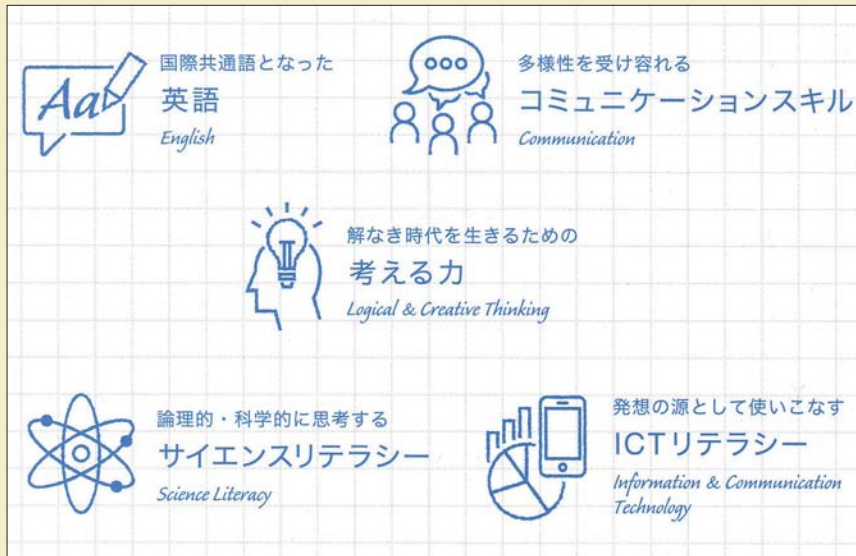 国際共通語となった
英語
English
Aa
多様性を受け容れる
コミュニケーションスキル
Communication
解なき時代を生きるための
考える力
Logical & Creative Thinking
論理的・科学的に思考する
サイエンスリテラシー
Science Literacy
発想の源として使いこなす
ICTリテラシー
Information & Communication
Technology